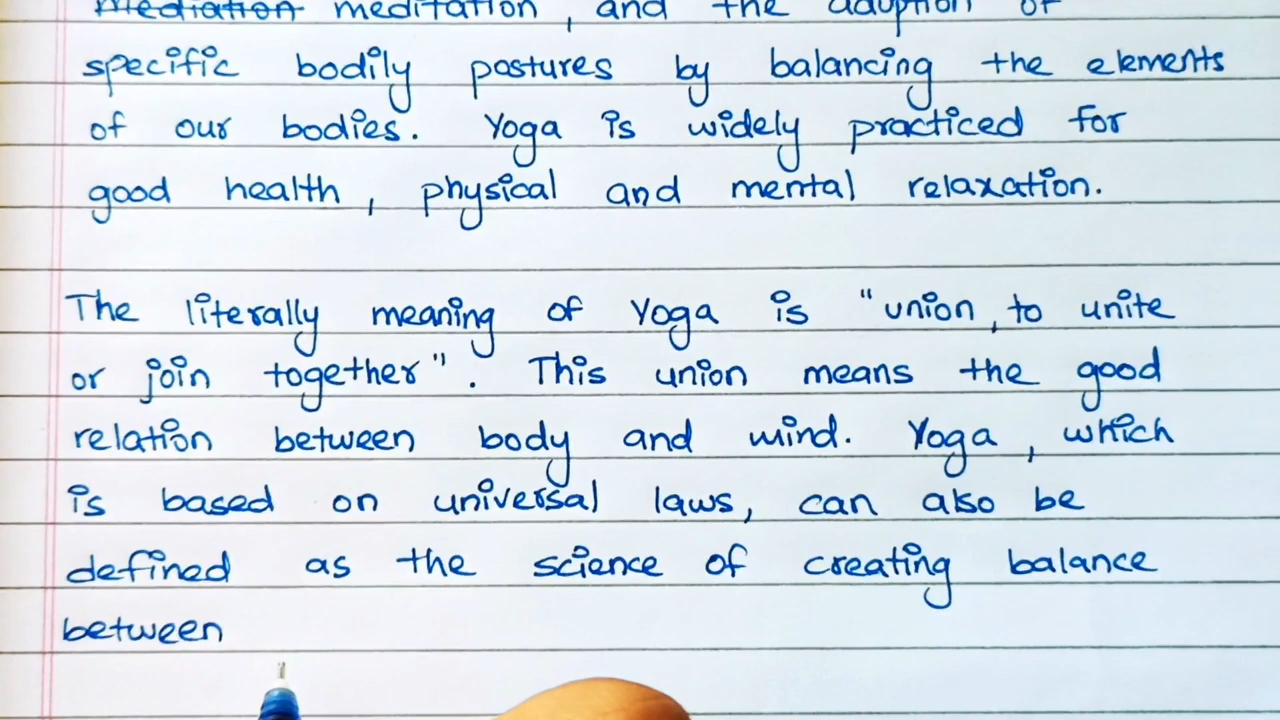 mediation meditation, and the adoption of
specific bodily postures by balancing the elements
of our bodies. Yoga is widely practiced for
good health, physical and mental relaxation.
The literally meaning of Yoga is "union, to unite
or join together". This union means the good
relation between body and mind. Yoga, which
is based on universal laws, can also be
defined as the science of creating balance
between